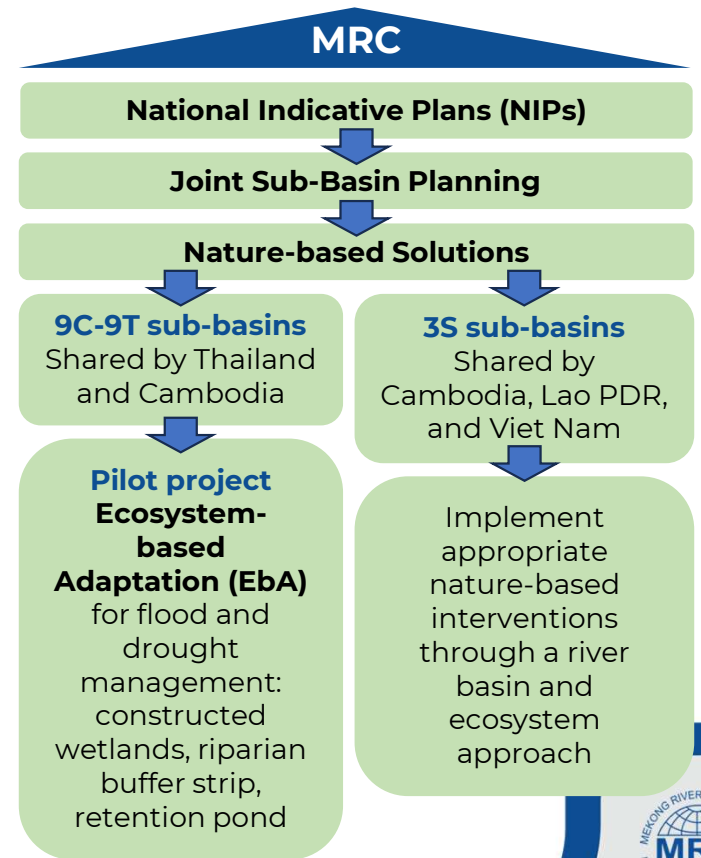 MRC
National Indicative Plans (NIPs)
Joint Sub-Basin Planning
Nature-based Solutions
9C-9T sub-basins
Shared by Thailand
and Cambodia
Pilot project
Ecosystem-
based
Adaptation (EbA)
for flood and
drought
management:
constructed
wetlands, riparian
buffer strip,
retention pond
3S sub-basins
Shared by
Cambodia, Lao PDR,
and Viet Nam
Implement
appropriate
nature-based
interventions
through a river
basin and
ecosystem
approach
MEKONG RIVER